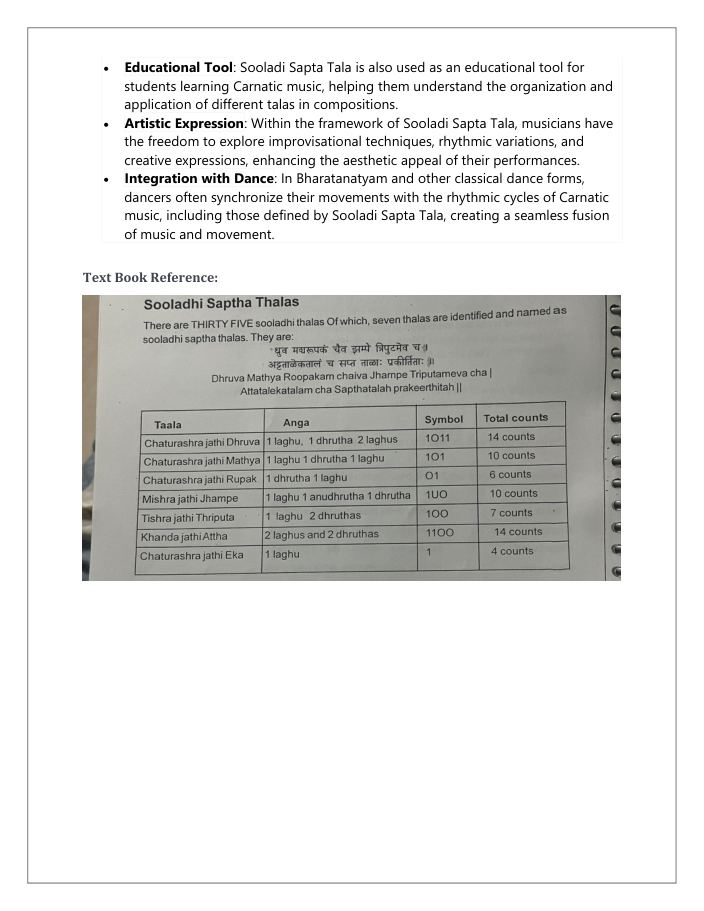 • Educational Tool: Sooladi Sapta Tala is also used as an educational tool for
students learning Carnatic music, helping them understand the organization and
application of different talas in compositions.
• Artistic Expression: Within the framework of Sooladi Sapta Tala, musicians have
the freedom to explore improvisational techniques, rhythmic variations, and
creative expressions, enhancing the aesthetic appeal of their performances.
• Integration with Dance: In Bharatanatyam and other classical dance forms,
dancers often synchronize their movements with the rhythmic cycles of Carnatic
music, including those defined by Sooladi Sapta Tala, creating a seamless fusion
of music and movement.
Text Book Reference:
Sooladhi Saptha Thalas
There are THIRTY FIVE sooladhi thalas Of which, seven thalas are identified and named as
sooladhi saptha thalas. They are:
ध्रुव मध्यरूपकं चैव झम्पे त्रिपुटमेव च ।
अट्टताळेकतालं च सप्त ताळाः प्रकीर्तिताः ॥
Dhruva Mathya Roopakam chaiva Jhampe Triputameva cha |
Attatalekatalam cha Sapthatalah prakeerthitah ||
Taala Anga Symbol Total counts
Chaturashra jathi Dhruva 1 laghu, 1 dhrutha 2 laghus 1O11 14 counts
Chaturashra jathi Mathya 1 laghu 1 dhrutha 1 laghu 1O1 10 counts
Chaturashra jathi Rupak 1 dhrutha 1 laghu O1 6 counts
Mishra jathi Jhampe 1 laghu 1 anudhrutha 1 dhrutha 1UO 10 counts
Tishra jathi Thriputa 1 laghu 2 dhruthas 1OO 7 counts
Khanda jathi Attha 2 laghus and 2 dhruthas 11OO 14 counts
Chaturashra jathi Eka 1 laghu 1 4 counts